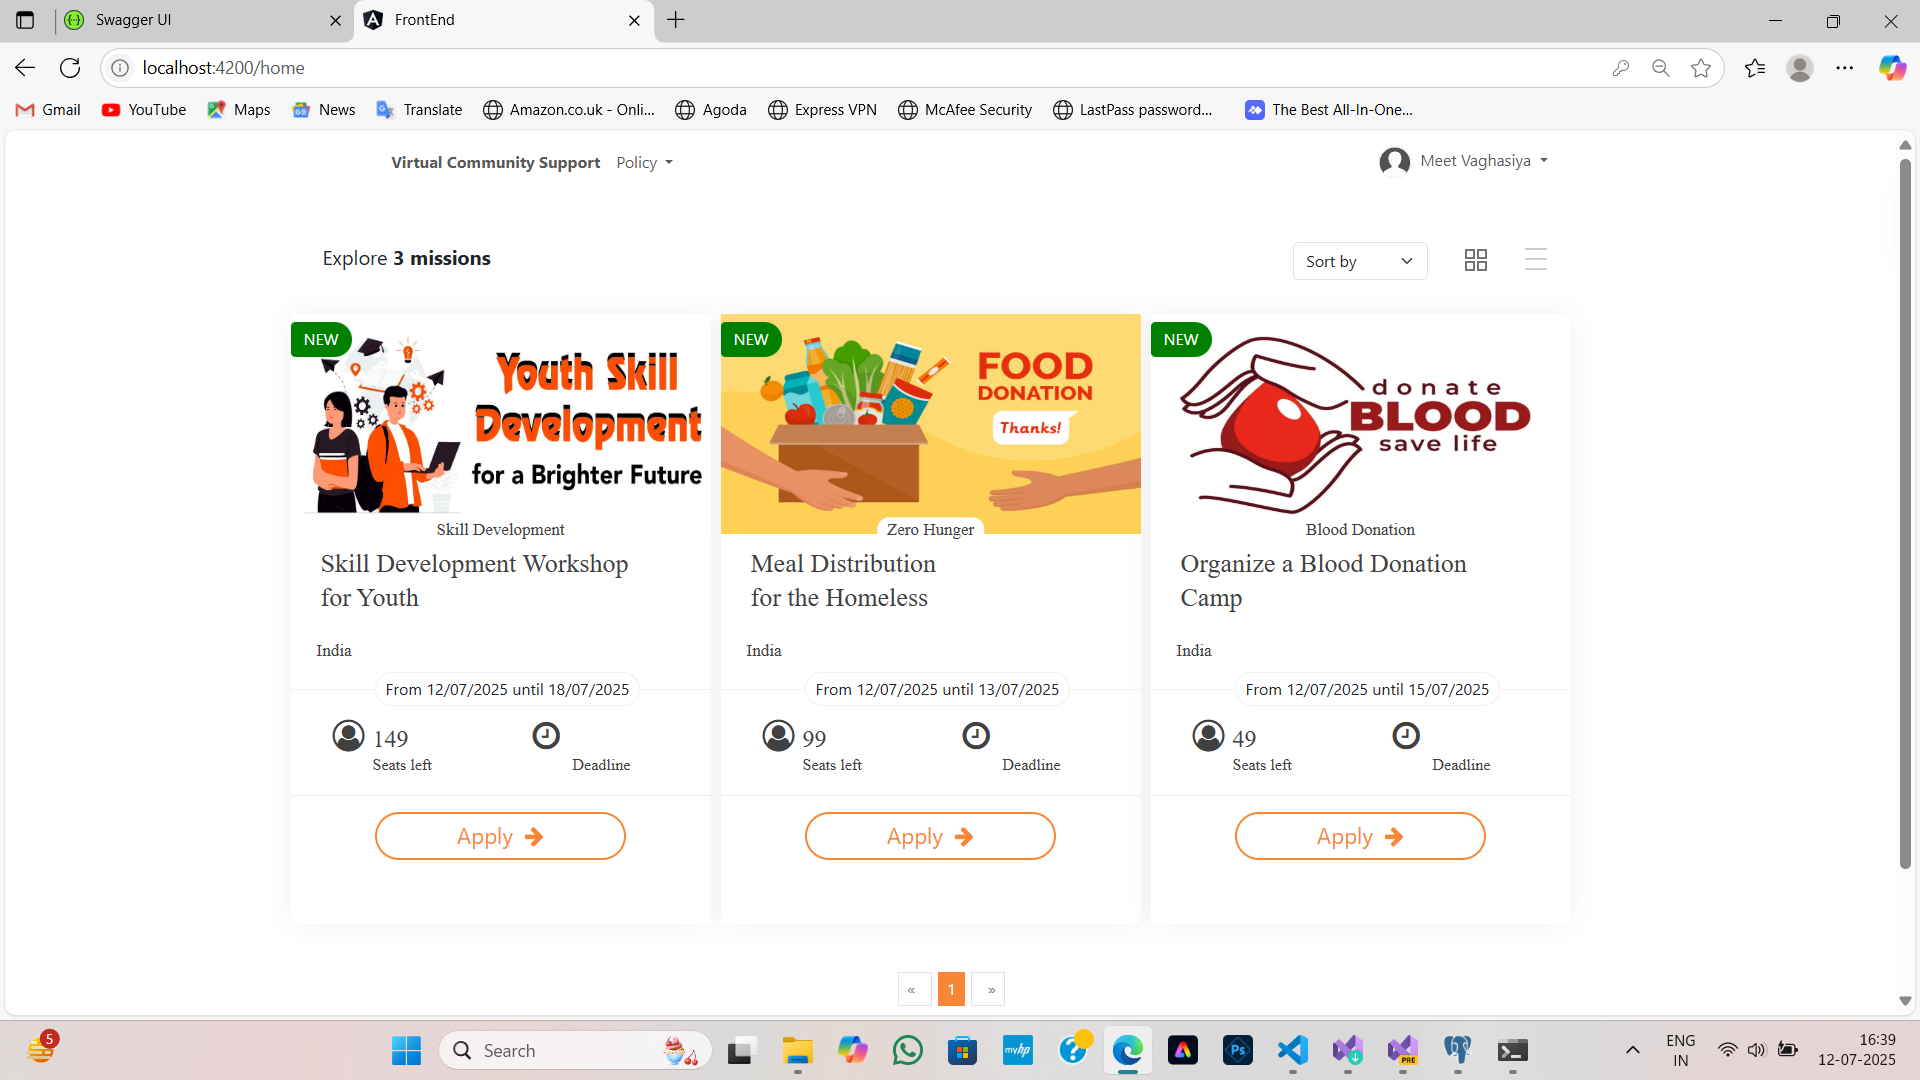 Swagger UI
FrontEnd
localhost:4200/home
Gmail
YouTube
Maps
News
Translate
Amazon.co.uk - Onli...
Agoda
Express VPN
McAfee Security
LastPass password...
The Best All-In-One...
Virtual Community Support
Policy
Meet Vaghasiya
Explore 3 missions
Sort by
NEW
Youth Skill
Development
for a Brighter Future
Skill Development
Skill Development Workshop
for Youth
India
From 12/07/2025 until 18/07/2025
149
Seats left
Deadline
Apply
NEW
FOOD
DONATION
Thanks!
Zero Hunger
Meal Distribution
for the Homeless
India
From 12/07/2025 until 13/07/2025
99
Seats left
Deadline
Apply
NEW
donate
BLOOD
save life
Blood Donation
Organize a Blood Donation
Camp
India
From 12/07/2025 until 15/07/2025
49
Seats left
Deadline
Apply
« 1 »
5
Search
myhp
Ps
PRE
ENG
IN
16:39
12-07-2025